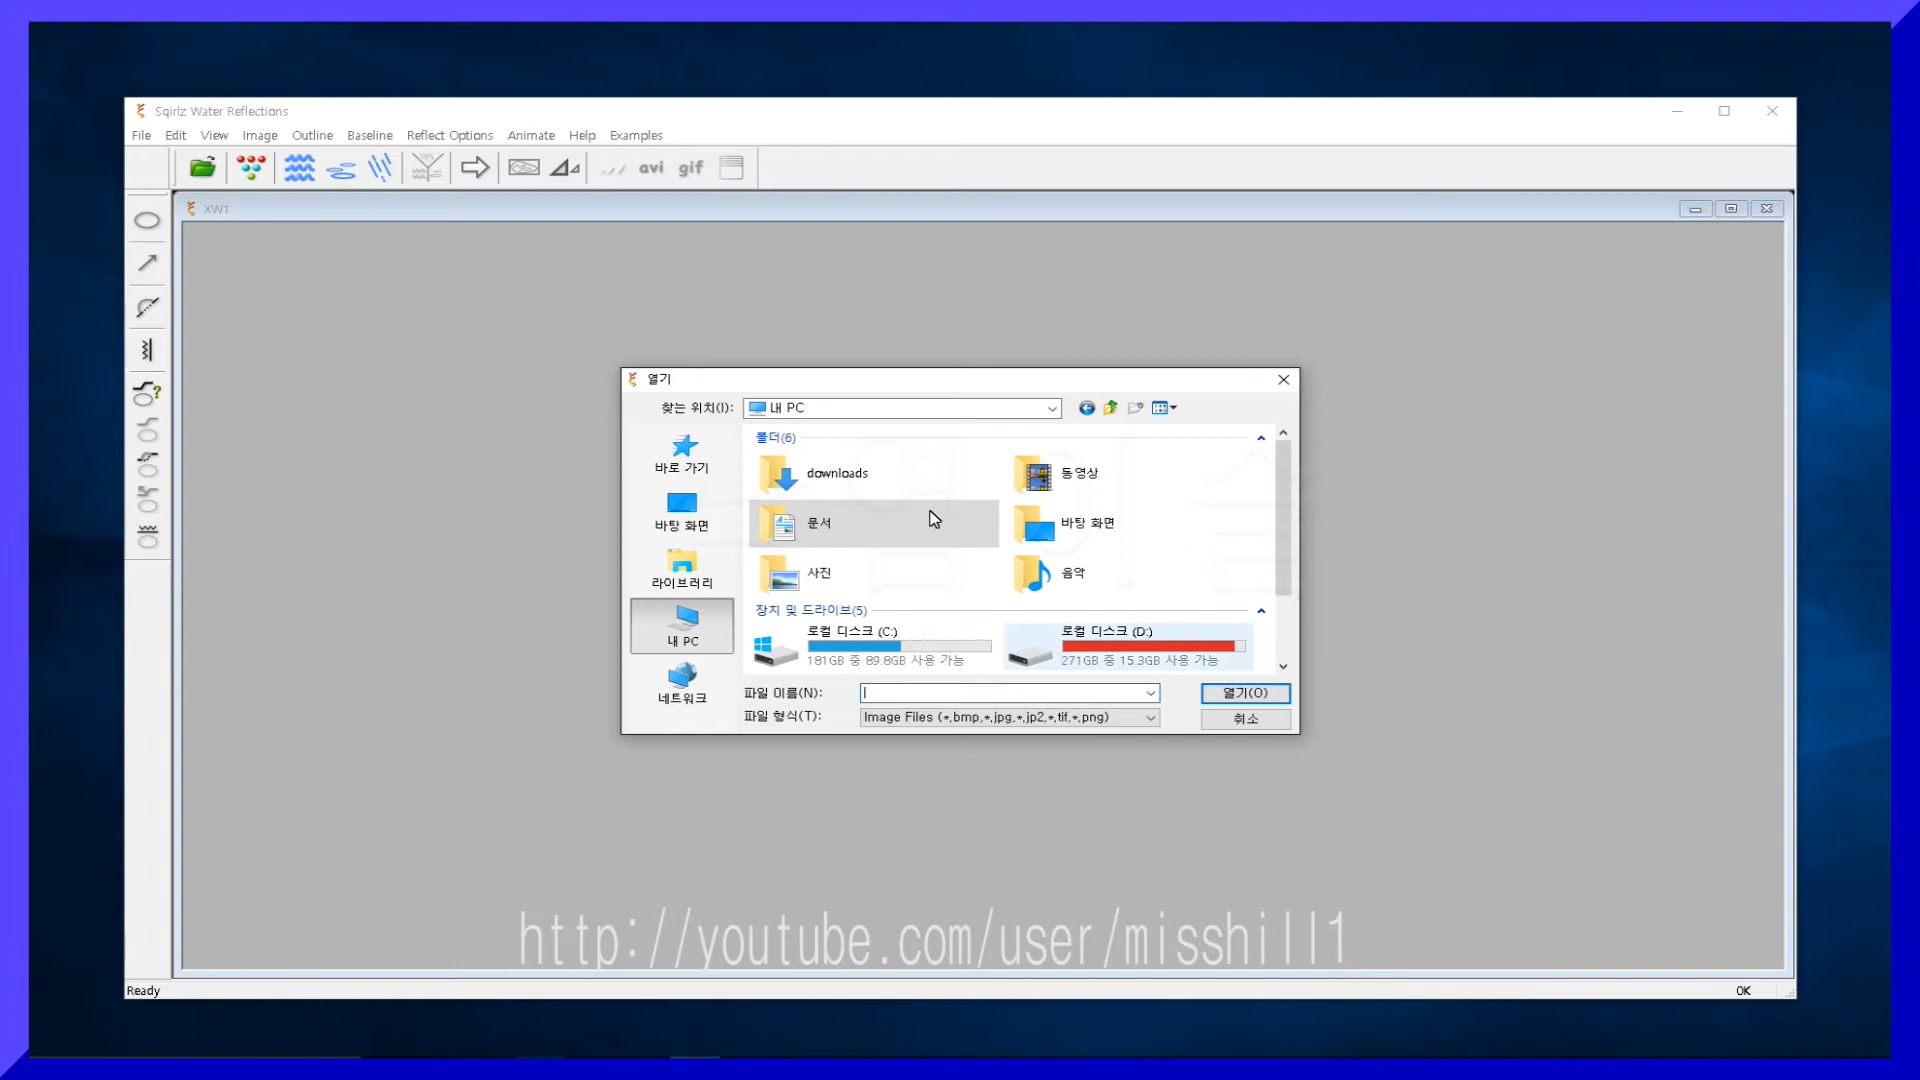 Sqirlz Water Reflections
File Edit View Image Outline Baseline Reflect Options Animate Help Examples
avi gif
XW1
열기
찾는 위치(I): 내 PC
바로 가기
바탕 화면
라이브러리
내 PC
네트워크
폴더(6)
downloads
동영상
문서
바탕 화면
사진
음악
장치 및 드라이브(5)
로컬 디스크 (C:)
181GB 중 89.8GB 사용 가능
로컬 디스크 (D:)
271GB 중 15.3GB 사용 가능
파일 이름(N):
열기(O)
파일 형식(T): Image Files (*.bmp,*.jpg,*.jp2,*.tif,*.png)
취소
http://youtube.com/user/misshill1
Ready
OK